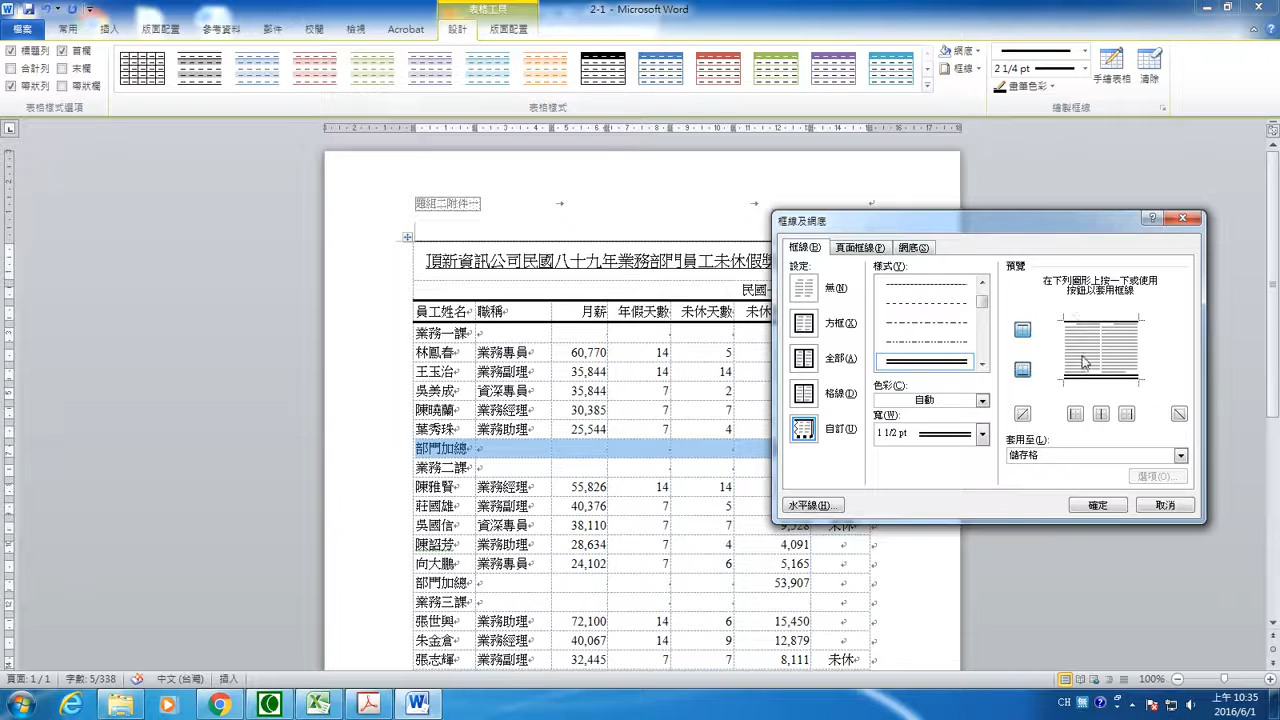 2-1 - Microsoft Word
表格工具
檔案 常用 插入 版面配置 參考資料 郵件 校閱 檢視 Acrobat 設計 版面配置
標題列 首欄
合計列 末欄
帶狀列 帶狀欄
表格樣式選項
表格樣式
網底
框線
2 1/4 pt
畫筆色彩
手繪表格 清除
繪製框線
題組二附件一
頂新資訊公司民國八十九年業務部門員工未休假獎
民國
員工姓名 職稱 月薪 年假天數 未休天數 未休
業務一課
林鳳春 業務專員 60,770 14 5
王玉治 業務副理 35,844 14 14
吳美成 資深專員 35,844 7 2
陳曉蘭 業務經理 30,385 7 7
葉秀珠 業務助理 25,544 7 4
部門加總
業務二課
陳雅賢 業務經理 55,826 14 14
莊國雄 業務副理 40,376 7 5
吳國信 資深專員 38,110 7 7
陳韶芳 業務助理 28,634 7 4 4,091
向大鵬 業務專員 24,102 7 6 5,165
部門加總 53,907
業務三課
張世興 業務助理 72,100 14 6 15,450
朱金倉 業務經理 40,067 14 9 12,879
張志輝 業務副理 32,445 7 7 8,111 未休
框線及網底
框線(B) 頁面框線(P) 網底(S)
設定:
無(N)
方框(X)
全部(A)
格線(D)
自訂(U)
樣式(Y):
色彩(C):
自動
寬(W):
1 1/2 pt
預覽
在下列圖形上按一下或使用
按鈕以套用框線
套用至(L):
儲存格
選項(O)...
水平線(H)... 確定 取消
頁面: 1/1 字數: 5/338 中文 (台灣) 插入 100%
CH 上午 10:35
2016/6/1